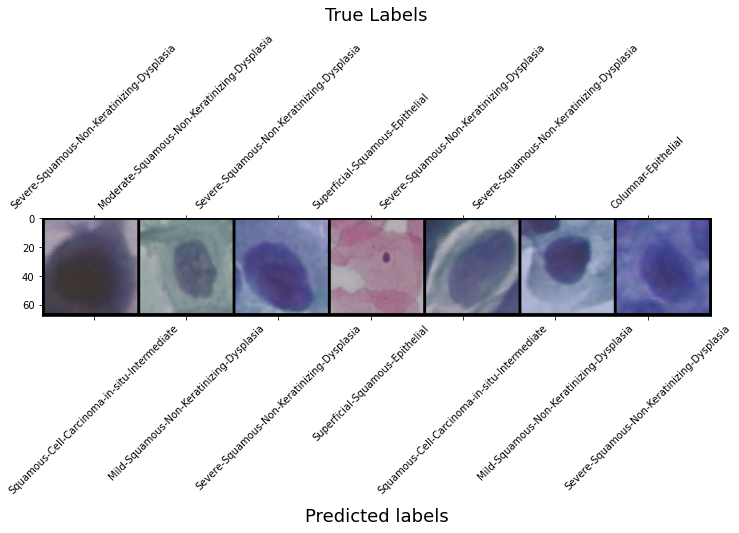 True Labels
Severe-Squamous-Non-Keratinizing-Dysplasia
Moderate-Squamous-Non-Keratinizing-Dysplasia
Severe-Squamous-Non-Keratinizing-Dysplasia
Superficial-Squamous-Epithelial
Severe-Squamous-Non-Keratinizing-Dysplasia
Severe-Squamous-Non-Keratinizing-Dysplasia
Columnar-Epithelial
0
20
40
60
Squamous-Cell-Carcinoma-in-situ-Intermediate
Mild-Squamous-Non-Keratinizing-Dysplasia
Severe-Squamous-Non-Keratinizing-Dysplasia
Superficial-Squamous-Epithelial
Squamous-Cell-Carcinoma-in-situ-Intermediate
Mild-Squamous-Non-Keratinizing-Dysplasia
Severe-Squamous-Non-Keratinizing-Dysplasia
Predicted labels